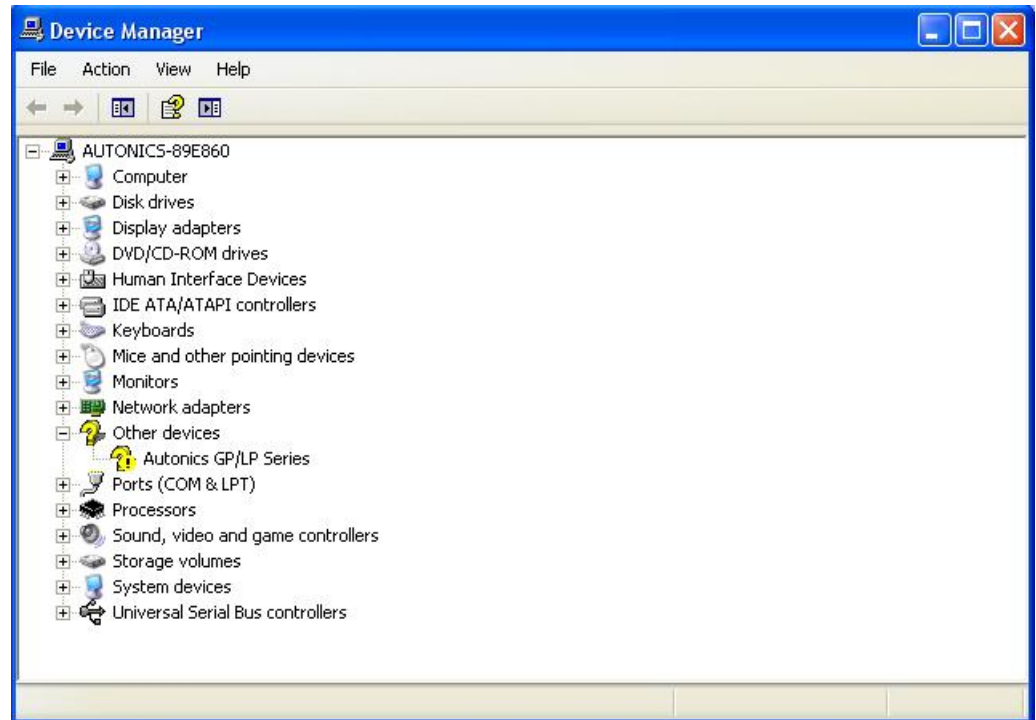 Device Manager
File Action View Help
AUTONICS-89E860
Computer
Disk drives
Display adapters
DVD/CD-ROM drives
Human Interface Devices
IDE ATA/ATAPI controllers
Keyboards
Mice and other pointing devices
Monitors
Network adapters
Other devices
Autonics GP/LP Series
Ports (COM & LPT)
Processors
Sound, video and game controllers
Storage volumes
System devices
Universal Serial Bus controllers